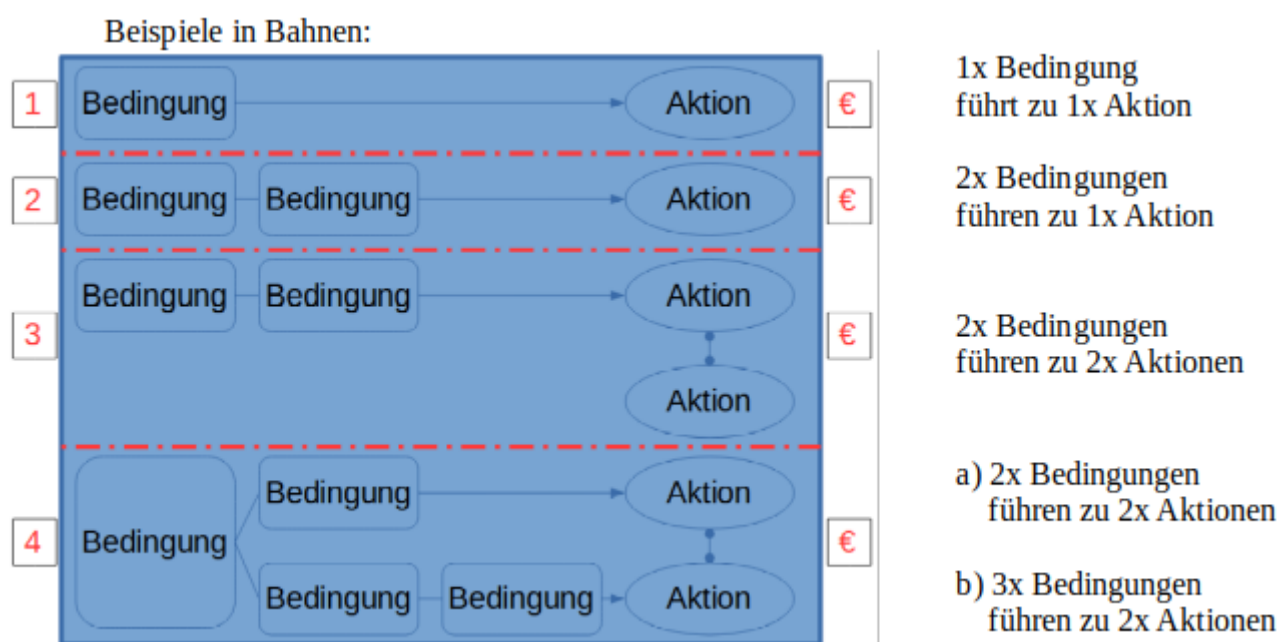 Beispiele in Bahnen:
1 Bedingung Aktion €
1x Bedingung
führt zu 1x Aktion
2 Bedingung Bedingung Aktion €
2x Bedingungen
führen zu 1x Aktion
3 Bedingung Bedingung Aktion €
Aktion
2x Bedingungen
führen zu 2x Aktionen
4 Bedingung €
Bedingung Aktion
Bedingung Bedingung Aktion
a) 2x Bedingungen
führen zu 2x Aktionen
b) 3x Bedingungen
führen zu 2x Aktionen